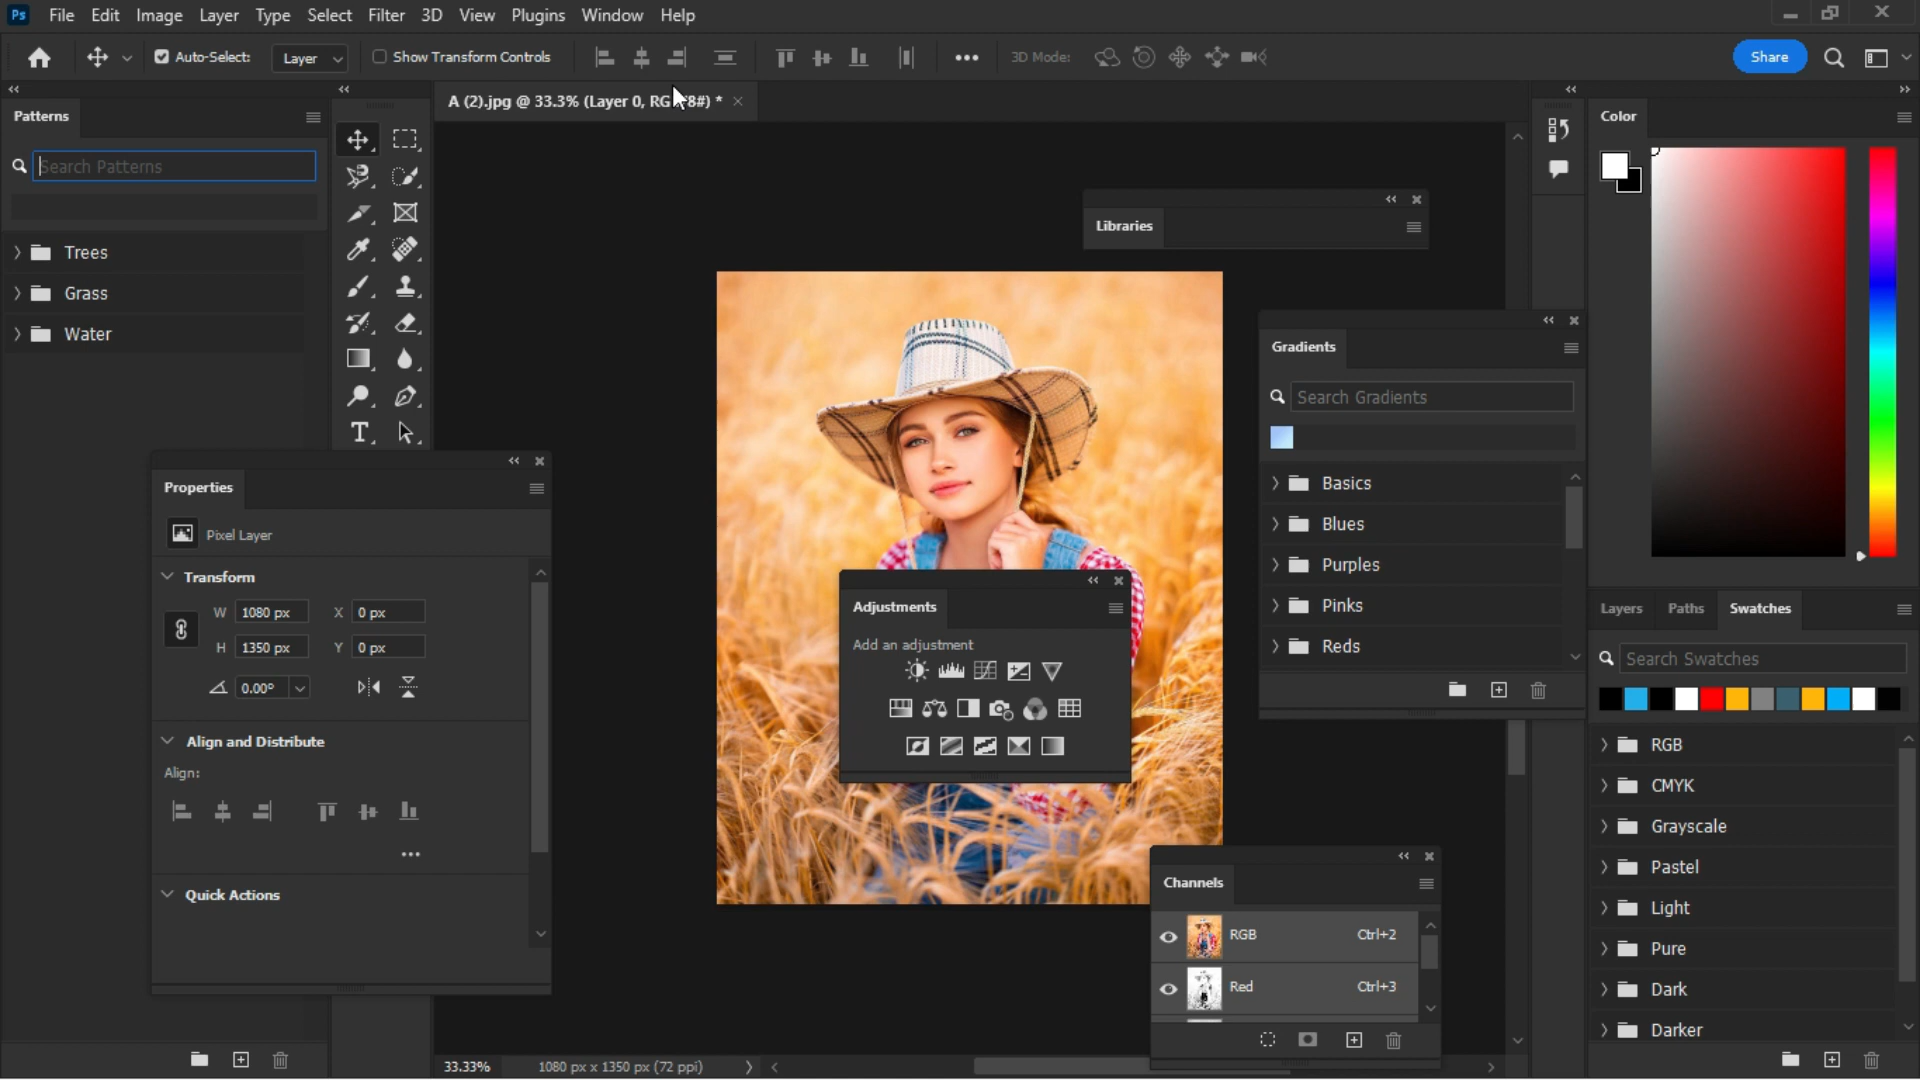 Ps File Edit Image Layer Type Select Filter 3D View Plugins Window Help
Auto-Select: Layer Show Transform Controls 3D Mode: Share
A (2).jpg @ 33.3% (Layer 0, RG 8#) *
Patterns
Search Patterns
Trees
Grass
Water
Properties
Pixel Layer
Transform
W 1080 px X 0 px
H 1350 px Y 0 px
0.00°
Align and Distribute
Align:
Quick Actions
Libraries
Gradients
Search Gradients
Basics
Blues
Purples
Pinks
Reds
Adjustments
Add an adjustment
Channels
RGB Ctrl+2
Red Ctrl+3
Color
Layers Paths Swatches
Search Swatches
RGB
CMYK
Grayscale
Pastel
Light
Pure
Dark
Darker
33.33% 1080 px x 1350 px (72 ppi)